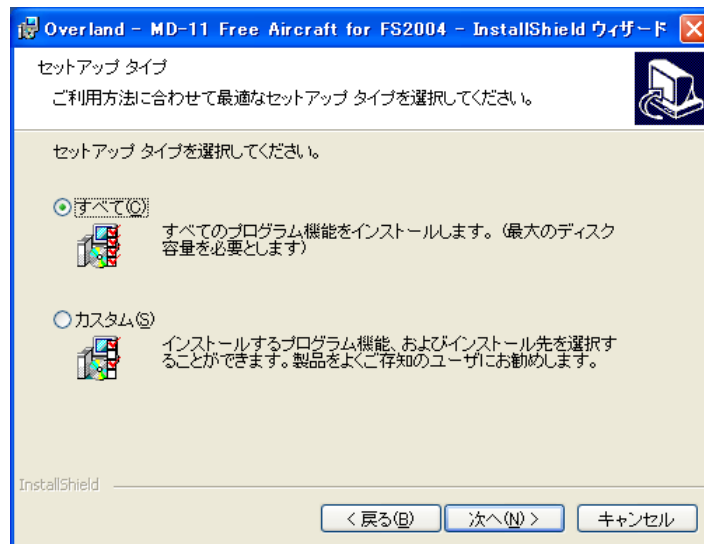 Overland - MD-11 Free Aircraft for FS2004 - InstallShield ウィザード
セットアップ タイプ
ご利用方法に合わせて最適なセットアップ タイプを選択してください。
セットアップ タイプを選択してください。
すべて(C)
すべてのプログラム機能をインストールします。(最大のディスク
容量を必要とします)
カスタム(S)
インストールするプログラム機能、およびインストール先を選択す
ることができます。製品をよくご存知のユーザにお勧めします。
InstallShield
< 戻る(B) 次へ(N) > キャンセル